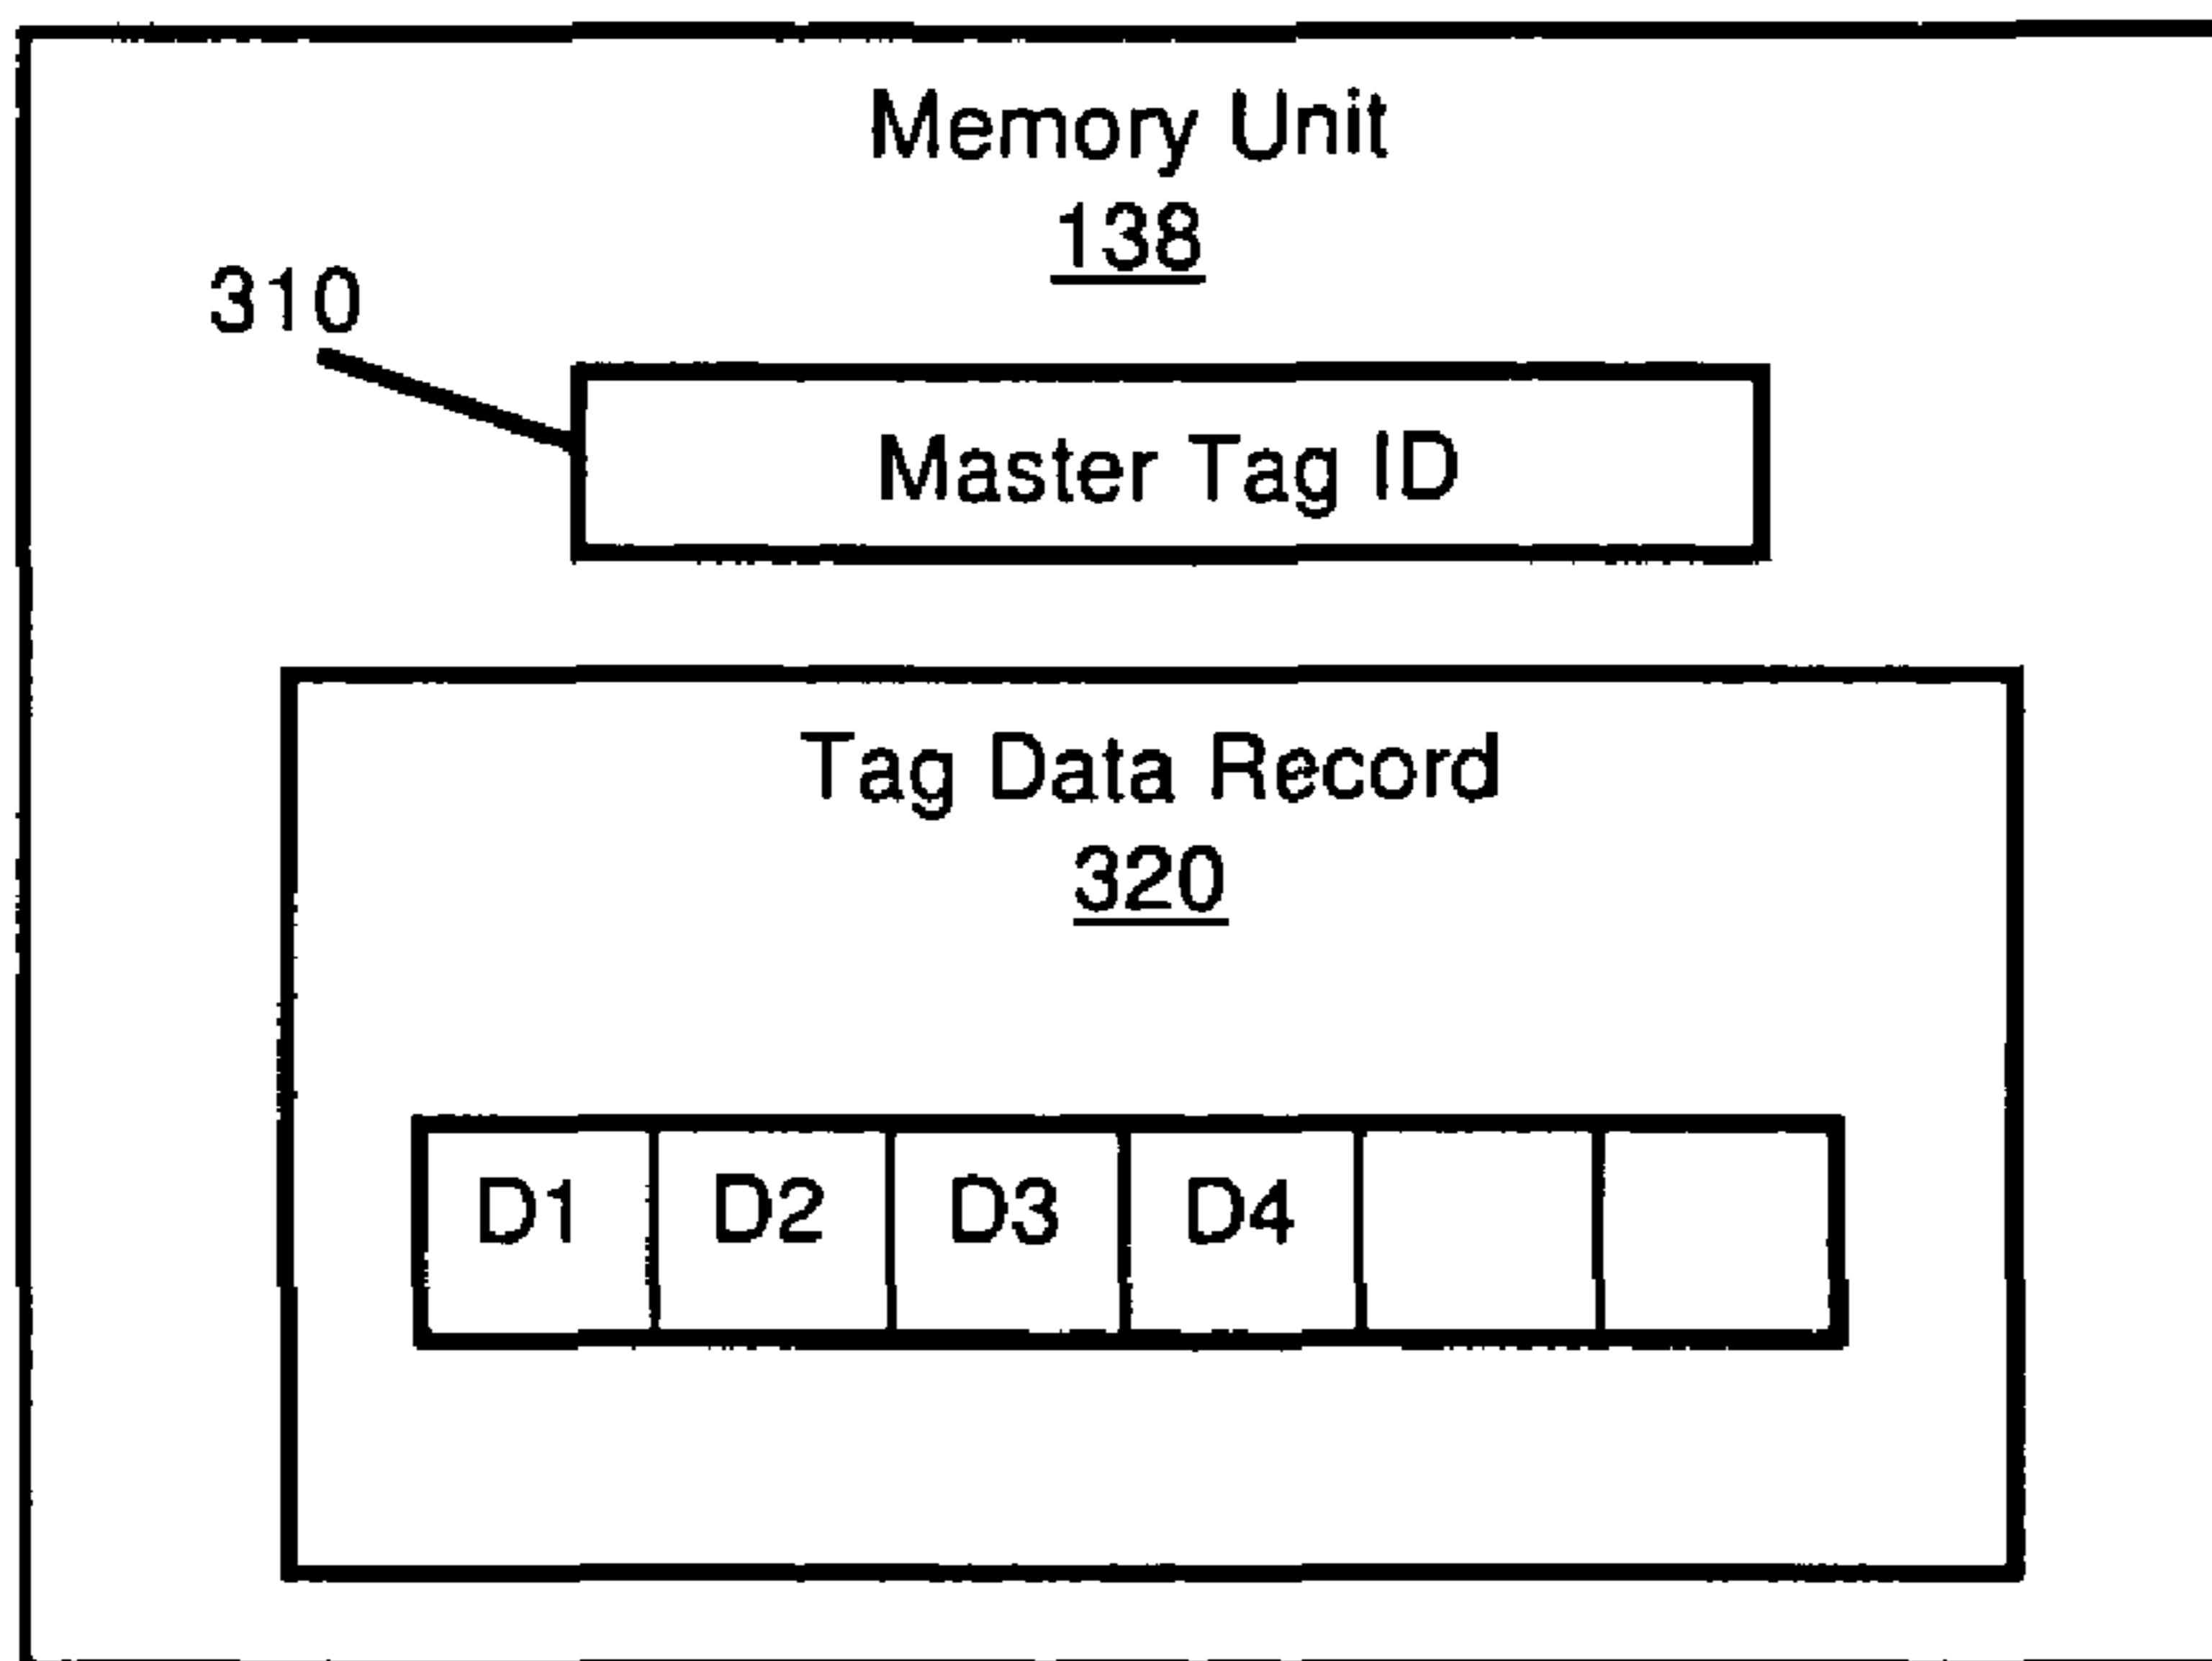 Memory Unit
138
310
Master Tag ID
Tag Data Record
320
D1 D2 D3 D4